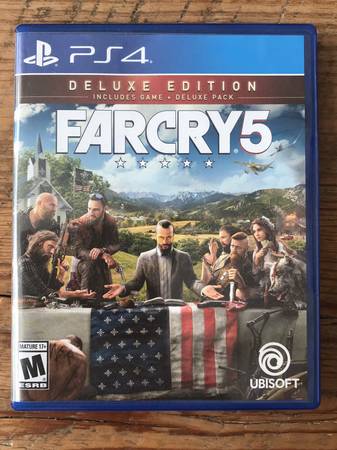 PS4
DELUXE EDITION
INCLUDES GAME + DELUXE PACK
FARCRY5
MATURE 17+
M
ESRB
UBISOFT